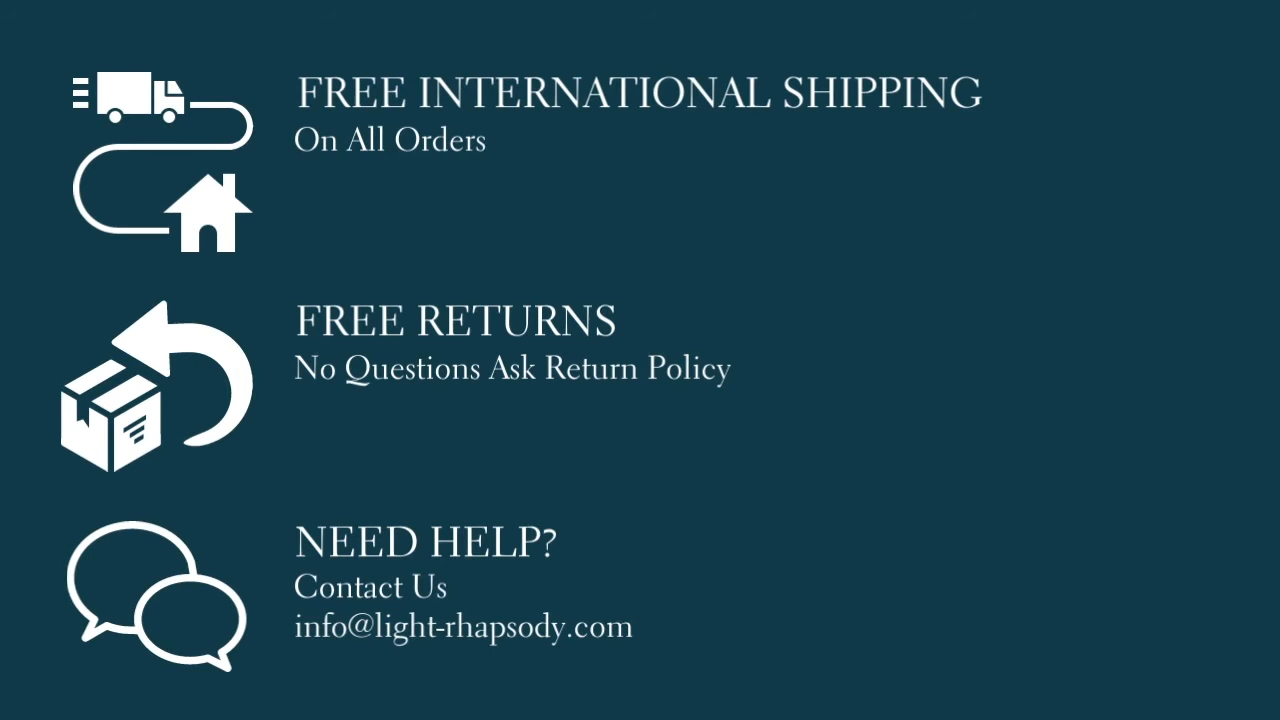 FREE INTERNATIONAL SHIPPING
On All Orders
FREE RETURNS
No Questions Ask Return Policy
NEED HELP?
Contact Us
info@light-rhapsody.com